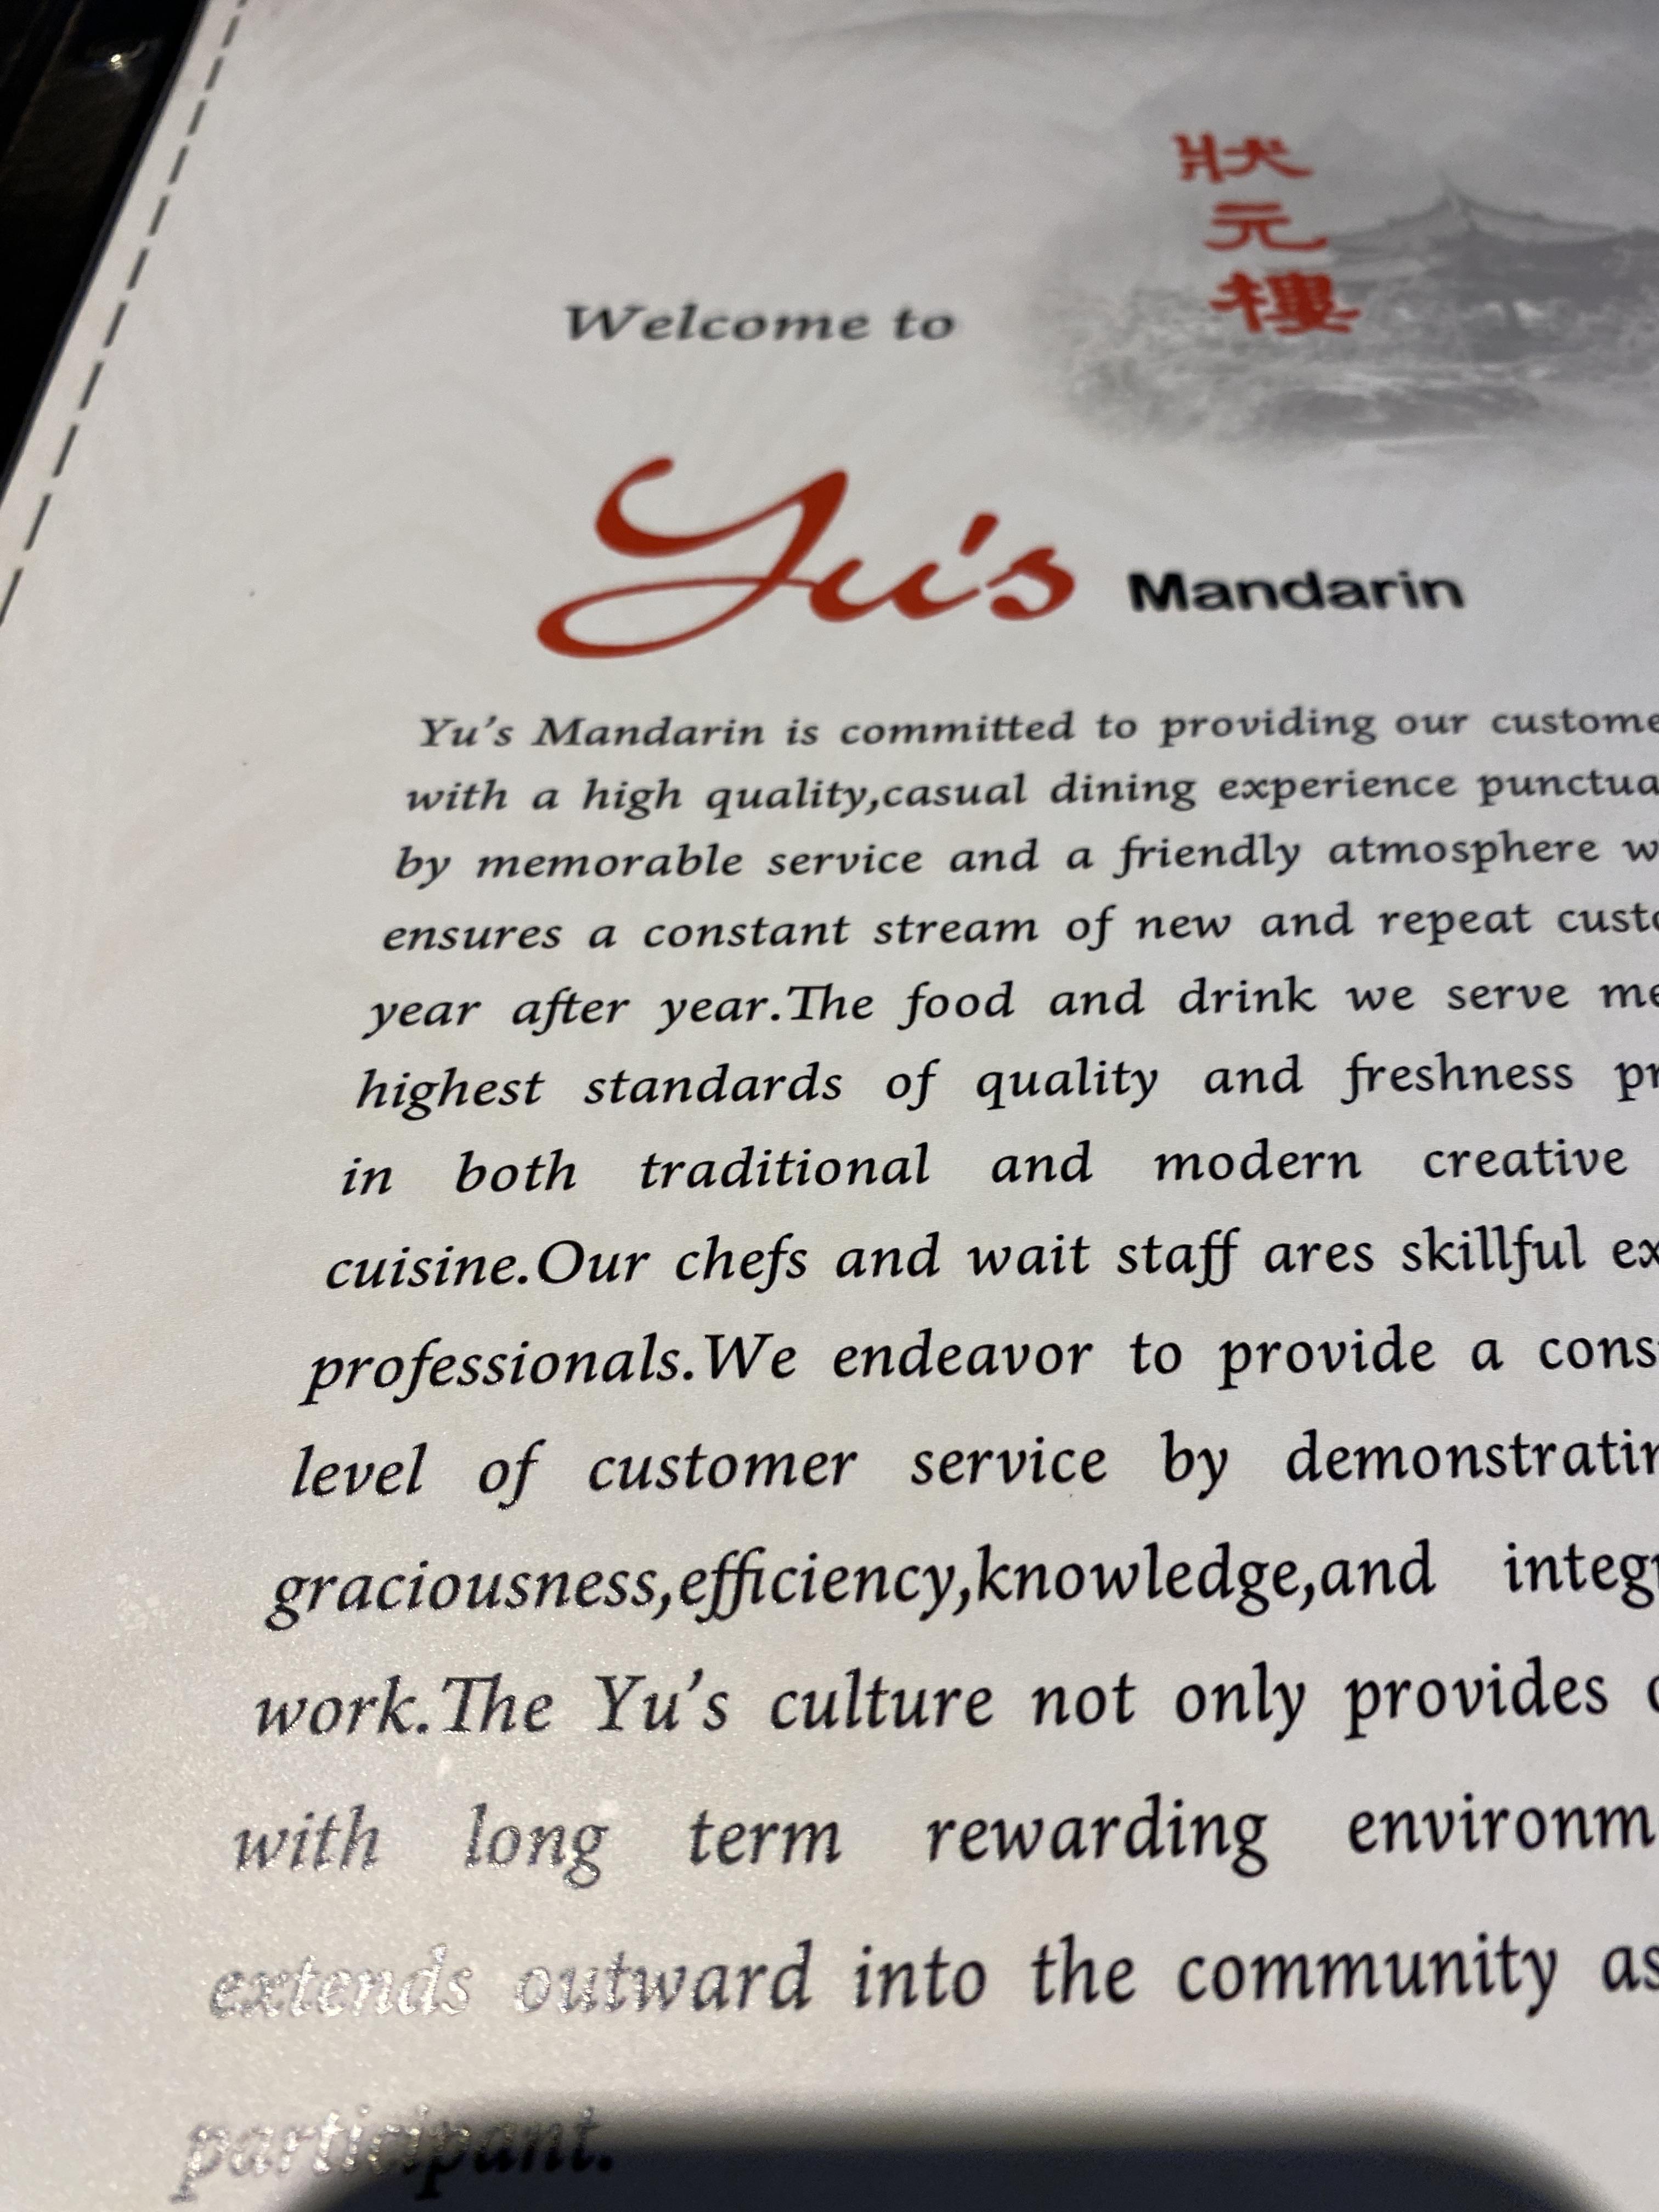 狀
元
樓
Welcome to
Yu's Mandarin
Yu's Mandarin is committed to providing our custome
with a high quality,casual dining experience punctua
by memorable service and a friendly atmosphere w
ensures a constant stream of new and repeat custo
year after year.The food and drink we serve me
highest standards of quality and freshness pr
in both traditional and modern creative
cuisine.Our chefs and wait staff ares skillful ex
professionals.We endeavor to provide a cons
level of customer service by demonstratin
graciousness,efficiency,knowledge,and integr
work.The Yu's culture not only provides
with long term rewarding environm
extends outward into the community as
participant.